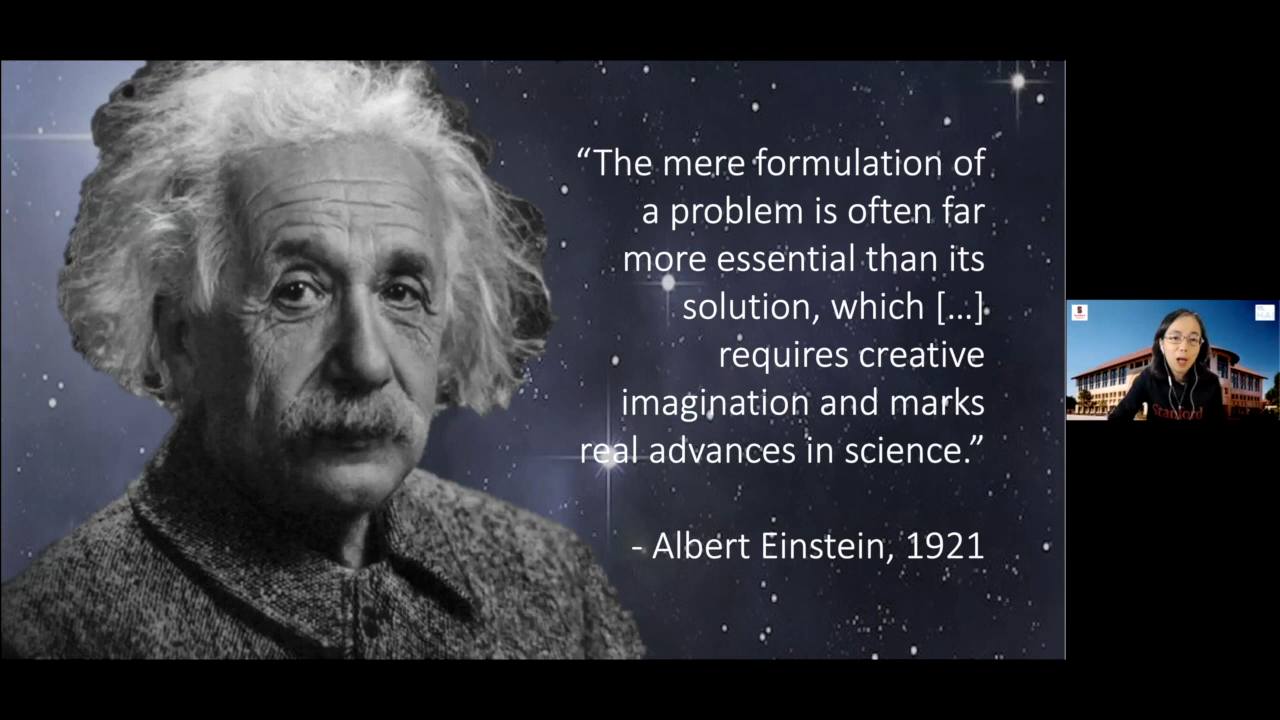 “The mere formulation of
a problem is often far
more essential than its
solution, which [...]
requires creative
imagination and marks
real advances in science.”
- Albert Einstein, 1921
Stanford